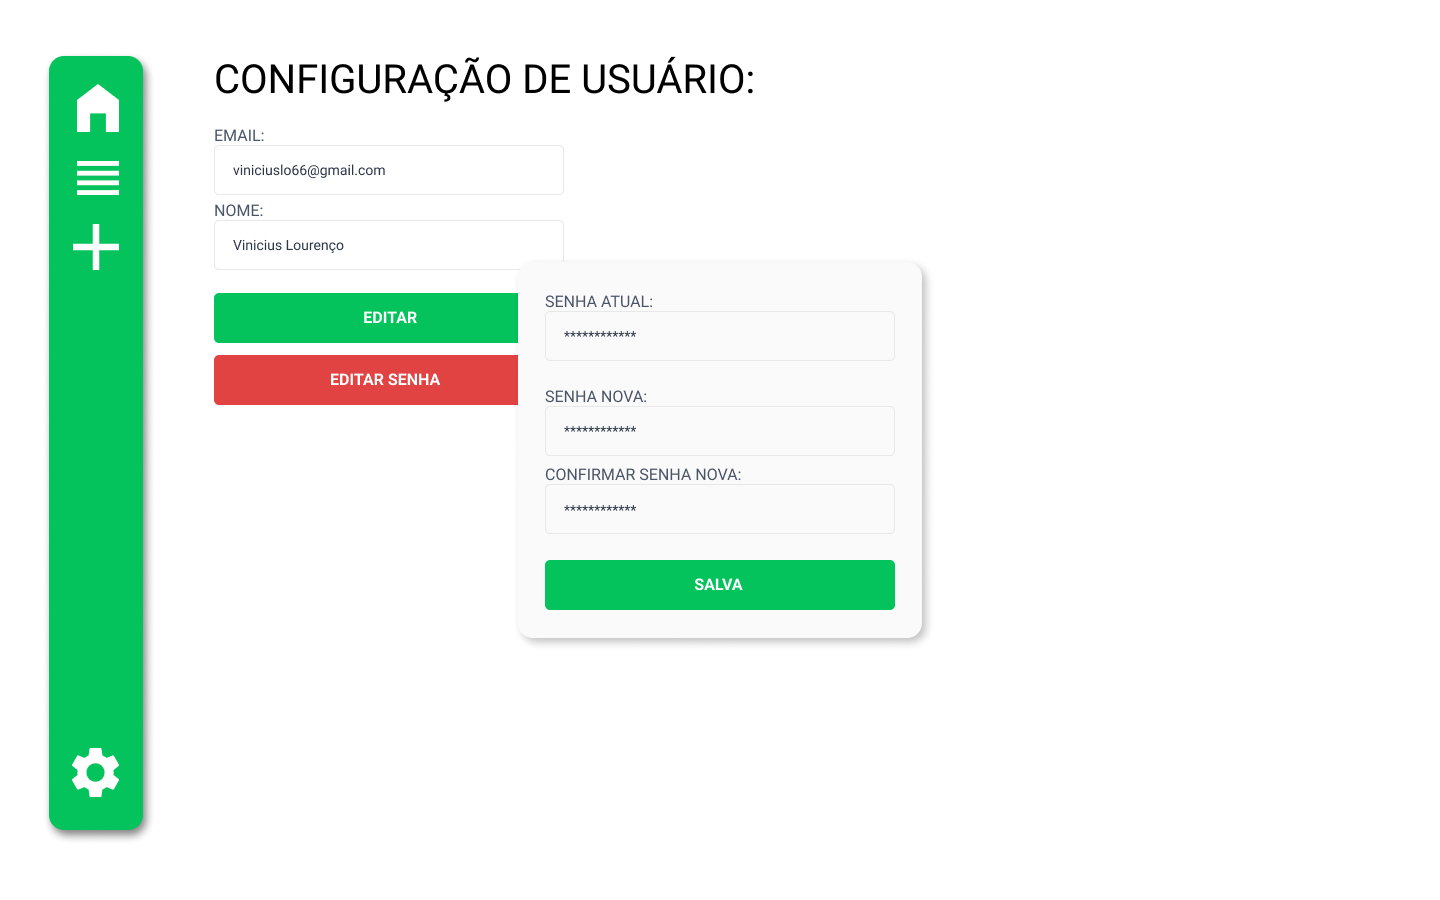 CONFIGURAÇÃO DE USUÁRIO:
EMAIL:
viniciuslo66@gmail.com
NOME:
Vinicius Lourenço
EDITAR
EDITAR SENHA
SENHA ATUAL:
************
SENHA NOVA:
************
CONFIRMAR SENHA NOVA:
************
SALVA